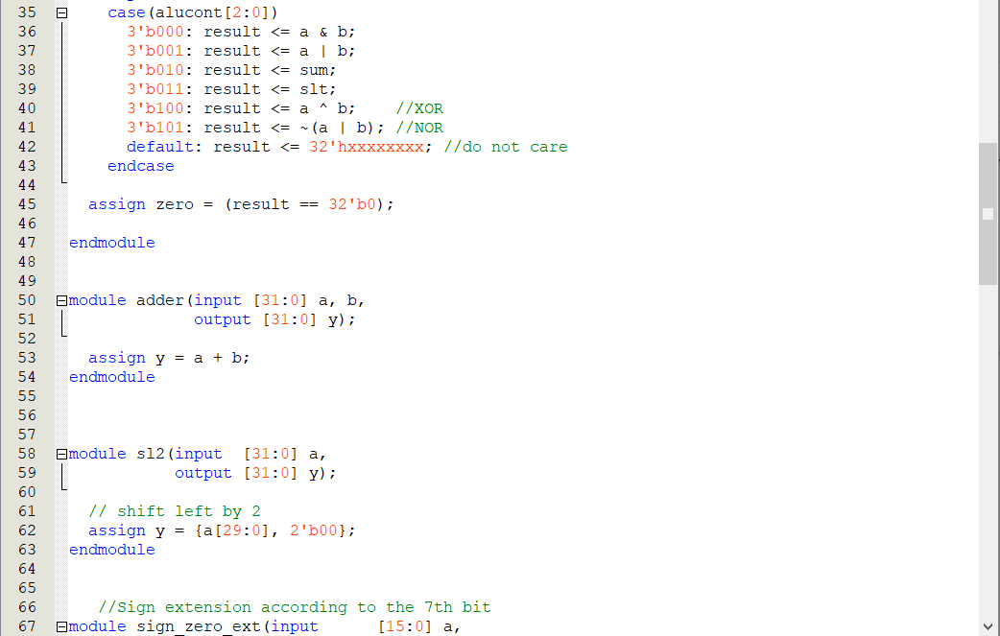 35 case(alucont[2:0])
36 3'b000: result <= a & b;
37 3'b001: result <= a | b;
38 3'b010: result <= sum;
39 3'b011: result <= slt;
40 3'b100: result <= a ^ b; //XOR
41 3'b101: result <= ~(a | b); //NOR
42 default: result <= 32'hxxxxxxxx; //do not care
43 endcase
44
45 assign zero = (result == 32'b0);
46
47 endmodule
48
49
50 module adder(input [31:0] a, b,
51 output [31:0] y);
52
53 assign y = a + b;
54 endmodule
55
56
57
58 module sl2(input [31:0] a,
59 output [31:0] y);
60
61 // shift left by 2
62 assign y = {a[29:0], 2'b00};
63 endmodule
64
65
66 //Sign extension according to the 7th bit
67 module sign_zero_ext(input [15:0] a,